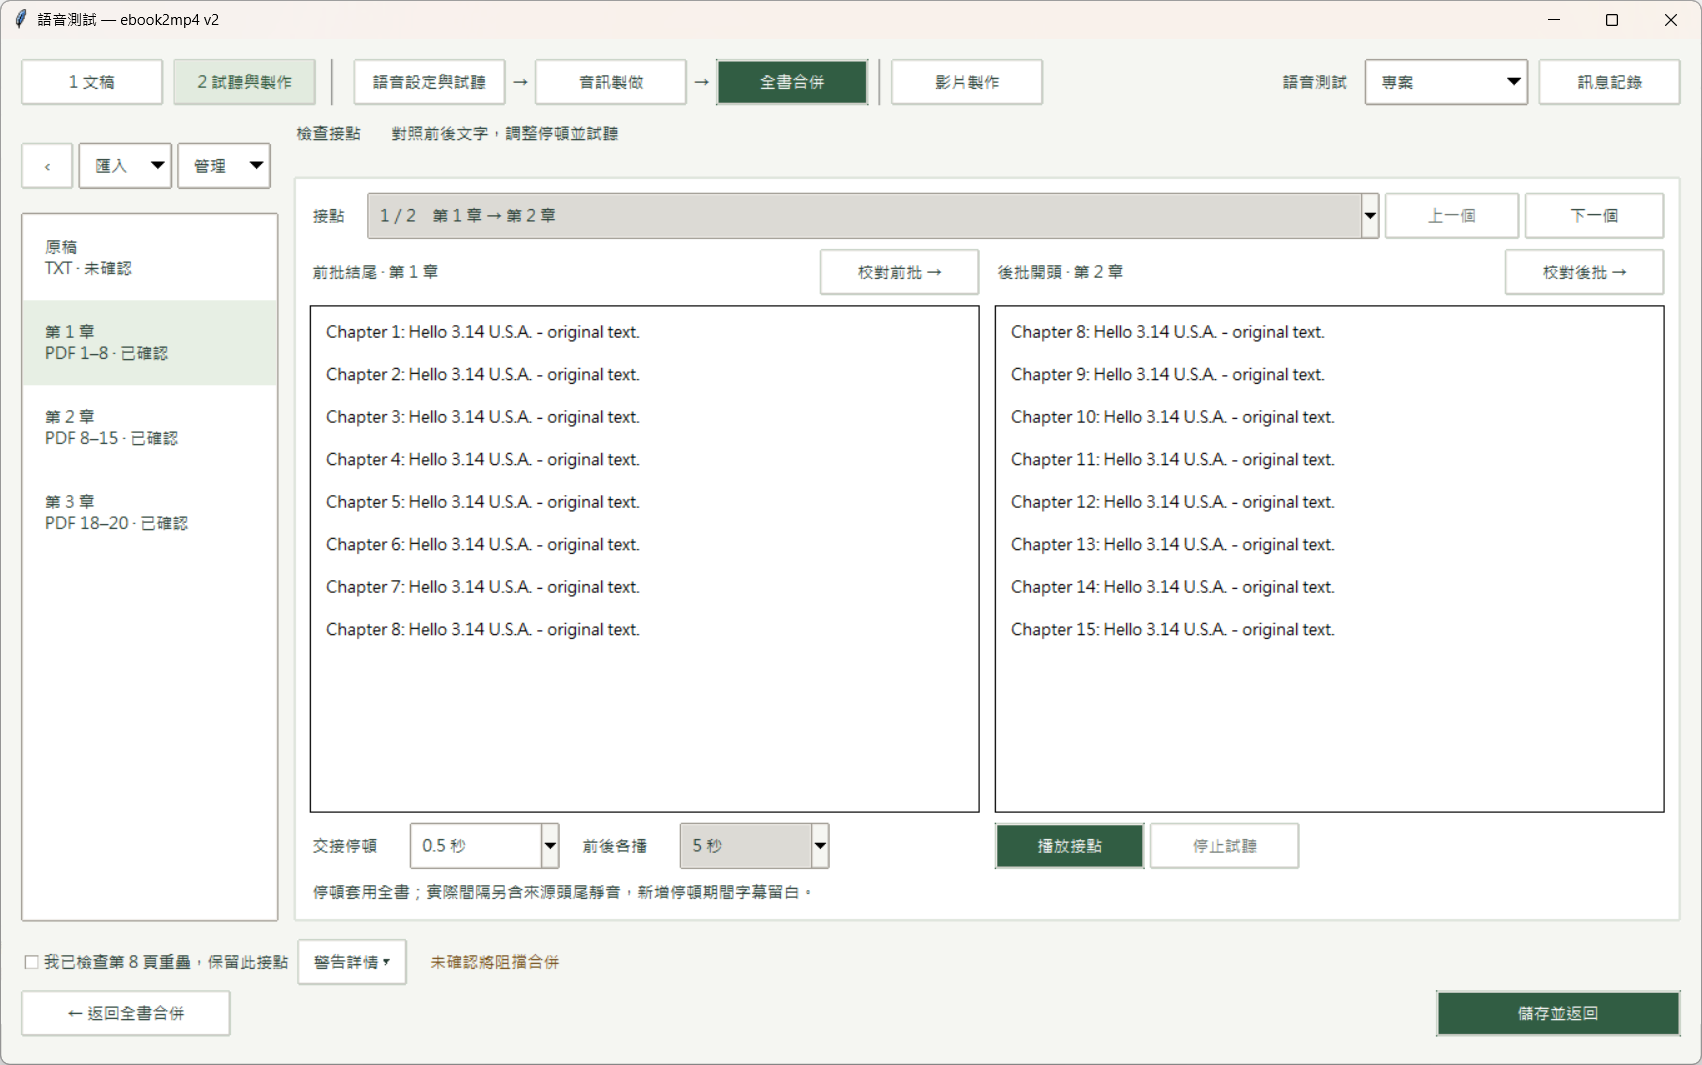 語音測試 — ebook2mp4 v2
1 文稿
2 試聽與製作
語音設定與試聽
→
音訊製做
→
全書合併
影片製作
語音測試
專案
訊息記錄
檢查接點 對照前後文字，調整停頓並試聽
‹
匯入
管理
原稿
TXT · 未確認
第 1 章
PDF 1–8 · 已確認
第 2 章
PDF 8–15 · 已確認
第 3 章
PDF 18–20 · 已確認
接點
1 / 2 第 1 章 → 第 2 章
上一個
下一個
前批結尾 · 第 1 章
校對前批 →
後批開頭 · 第 2 章
校對後批 →
Chapter 1: Hello 3.14 U.S.A. - original text.
Chapter 2: Hello 3.14 U.S.A. - original text.
Chapter 3: Hello 3.14 U.S.A. - original text.
Chapter 4: Hello 3.14 U.S.A. - original text.
Chapter 5: Hello 3.14 U.S.A. - original text.
Chapter 6: Hello 3.14 U.S.A. - original text.
Chapter 7: Hello 3.14 U.S.A. - original text.
Chapter 8: Hello 3.14 U.S.A. - original text.
Chapter 8: Hello 3.14 U.S.A. - original text.
Chapter 9: Hello 3.14 U.S.A. - original text.
Chapter 10: Hello 3.14 U.S.A. - original text.
Chapter 11: Hello 3.14 U.S.A. - original text.
Chapter 12: Hello 3.14 U.S.A. - original text.
Chapter 13: Hello 3.14 U.S.A. - original text.
Chapter 14: Hello 3.14 U.S.A. - original text.
Chapter 15: Hello 3.14 U.S.A. - original text.
交接停頓
0.5 秒
前後各播
5 秒
播放接點
停止試聽
停頓套用全書；實際間隔另含來源頭尾靜音，新增停頓期間字幕留白。
我已檢查第 8 頁重疊，保留此接點
警告詳情 ▾
未確認將阻擋合併
← 返回全書合併
儲存並返回